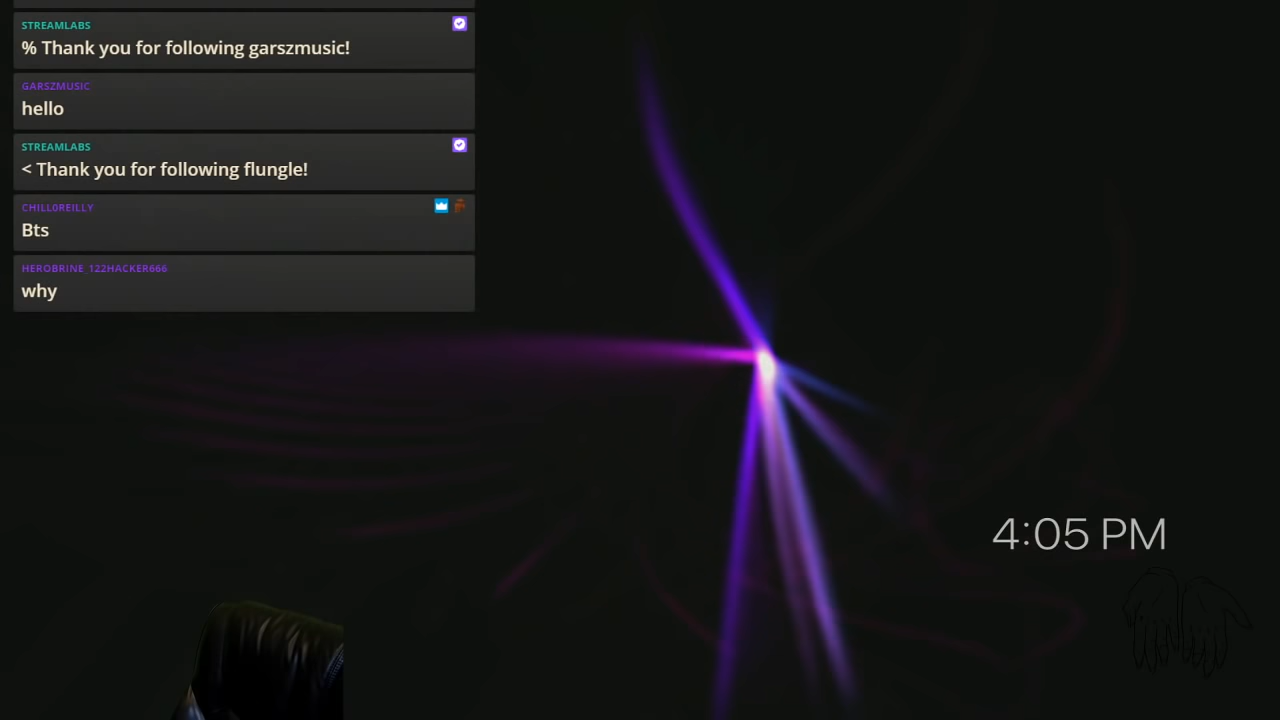 STREAMLABS
% Thank you for following garszmusic!
GARSZMUSIC
hello
STREAMLABS
< Thank you for following flungle!
CHILL0REILLY
Bts
HEROBRINE_122HACKER666
why
4:05 PM